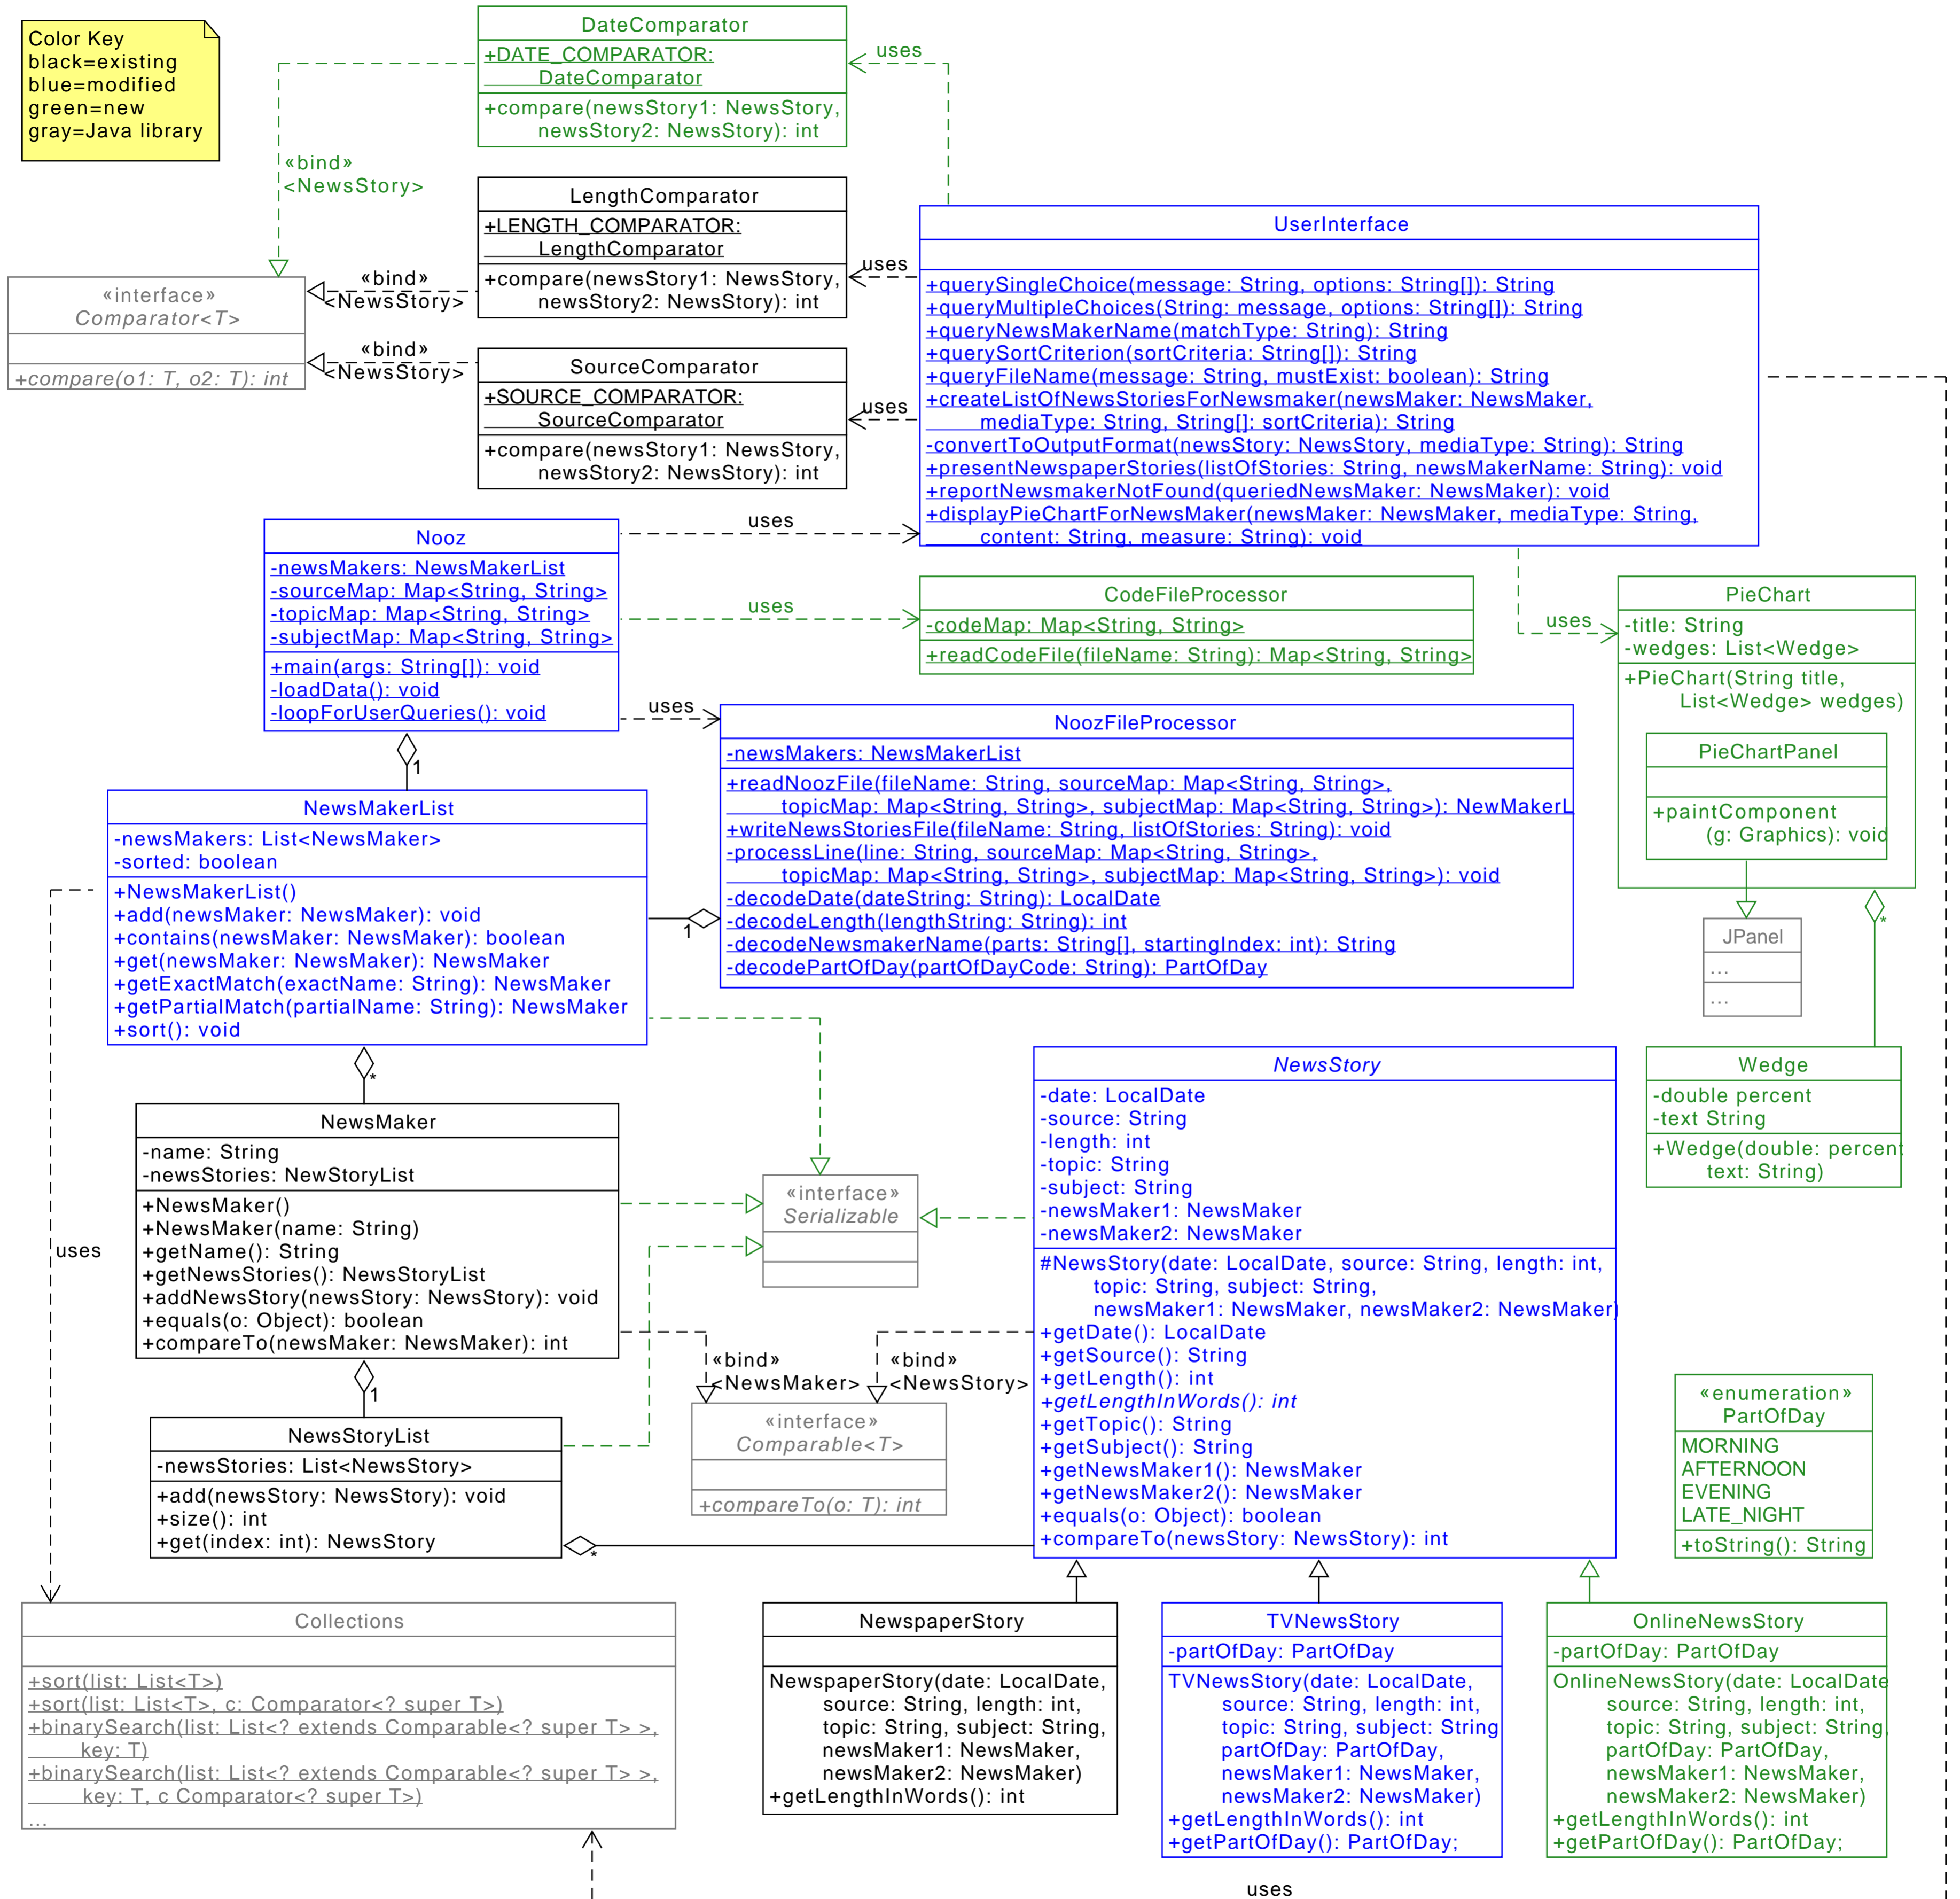 Color Key
black=existing
blue=modified
green=new
gray=Java library
DateComparator
+DATE_COMPARATOR:
DateComparator
+compare(newsStory1: NewsStory,
newsStory2: NewsStory): int
uses
«bind»
<NewsStory>
LengthComparator
+LENGTH_COMPARATOR:
LengthComparator
+compare(newsStory1: NewsStory,
newsStory2: NewsStory): int
uses
«bind»
<NewsStory>
«interface»
Comparator<T>
+compare(o1: T, o2: T): int
«bind»
<NewsStory>
SourceComparator
+SOURCE_COMPARATOR:
SourceComparator
+compare(newsStory1: NewsStory,
newsStory2: NewsStory): int
uses
UserInterface
+querySingleChoice(message: String, options: String[]): String
+queryMultipleChoices(String: message, options: String[]): String
+queryNewsMakerName(matchType: String): String
+querySortCriterion(sortCriteria: String[]): String
+queryFileName(message: String, mustExist: boolean): String
+createListOfNewsStoriesForNewsmaker(newsMaker: NewsMaker,
mediaType: String, String[]: sortCriteria): String
-convertToOutputFormat(newsStory: NewsStory, mediaType: String): String
+presentNewspaperStories(listOfStories: String, newsMakerName: String): void
+reportNewsmakerNotFound(queriedNewsMaker: NewsMaker): void
+displayPieChartForNewsMaker(newsMaker: NewsMaker, mediaType: String,
content: String, measure: String): void
Nooz
-newsMakers: NewsMakerList
-sourceMap: Map<String, String>
-topicMap: Map<String, String>
-subjectMap: Map<String, String>
+main(args: String[]): void
-loadData(): void
-loopForUserQueries(): void
uses
uses
uses
1
CodeFileProcessor
-codeMap: Map<String, String>
+readCodeFile(fileName: String): Map<String, String>
uses
PieChart
-title: String
-wedges: List<Wedge>
+PieChart(String title,
List<Wedge> wedges)
PieChartPanel
+paintComponent
(g: Graphics): void
*
JPanel
...
...
NoozFileProcessor
-newsMakers: NewsMakerList
+readNoozFile(fileName: String, sourceMap: Map<String, String>,
topicMap: Map<String, String>, subjectMap: Map<String, String>): NewMakerL
+writeNewsStoriesFile(fileName: String, listOfStories: String): void
-processLine(line: String, sourceMap: Map<String, String>,
topicMap: Map<String, String>, subjectMap: Map<String, String>): void
-decodeDate(dateString: String): LocalDate
-decodeLength(lengthString: String): int
-decodeNewsmakerName(parts: String[], startingIndex: int): String
-decodePartOfDay(partOfDayCode: String): PartOfDay
1
NewsMakerList
-newsMakers: List<NewsMaker>
-sorted: boolean
+NewsMakerList()
+add(newsMaker: NewsMaker): void
+contains(newsMaker: NewsMaker): boolean
+get(newsMaker: NewsMaker): NewsMaker
+getExactMatch(exactName: String): NewsMaker
+getPartialMatch(partialName: String): NewsMaker
+sort(): void
*
uses
NewsMaker
-name: String
-newsStories: NewStoryList
+NewsMaker()
+NewsMaker(name: String)
+getName(): String
+getNewsStories(): NewsStoryList
+addNewsStory(newsStory: NewsStory): void
+equals(o: Object): boolean
+compareTo(newsMaker: NewsMaker): int
1
«interface»
Serializable
«bind»
<NewsMaker>
«bind»
<NewsStory>
«interface»
Comparable<T>
+compareTo(o: T): int
NewsStoryList
-newsStories: List<NewsStory>
+add(newsStory: NewsStory): void
+size(): int
+get(index: int): NewsStory
*
NewsStory
-date: LocalDate
-source: String
-length: int
-topic: String
-subject: String
-newsMaker1: NewsMaker
-newsMaker2: NewsMaker
#NewsStory(date: LocalDate, source: String, length: int,
topic: String, subject: String,
newsMaker1: NewsMaker, newsMaker2: NewsMaker)
+getDate(): LocalDate
+getSource(): String
+getLength(): int
+getLengthInWords(): int
+getTopic(): String
+getSubject(): String
+getNewsMaker1(): NewsMaker
+getNewsMaker2(): NewsMaker
+equals(o: Object): boolean
+compareTo(newsStory: NewsStory): int
Wedge
-double percent
-text String
+Wedge(double: percent
text: String)
«enumeration»
PartOfDay
MORNING
AFTERNOON
EVENING
LATE_NIGHT
+toString(): String
Collections
+sort(list: List<T>)
+sort(list: List<T>, c: Comparator<? super T>)
+binarySearch(list: List<? extends Comparable<? super T> >,
key: T)
+binarySearch(list: List<? extends Comparable<? super T> >,
key: T, c Comparator<? super T>)
...
NewspaperStory
NewspaperStory(date: LocalDate,
source: String, length: int,
topic: String, subject: String,
newsMaker1: NewsMaker,
newsMaker2: NewsMaker)
+getLengthInWords(): int
TVNewsStory
-partOfDay: PartOfDay
TVNewsStory(date: LocalDate,
source: String, length: int,
topic: String, subject: String
partOfDay: PartOfDay,
newsMaker1: NewsMaker,
newsMaker2: NewsMaker)
+getLengthInWords(): int
+getPartOfDay(): PartOfDay;
OnlineNewsStory
-partOfDay: PartOfDay
OnlineNewsStory(date: LocalDate
source: String, length: int,
topic: String, subject: String,
partOfDay: PartOfDay,
newsMaker1: NewsMaker,
newsMaker2: NewsMaker)
+getLengthInWords(): int
+getPartOfDay(): PartOfDay;
uses